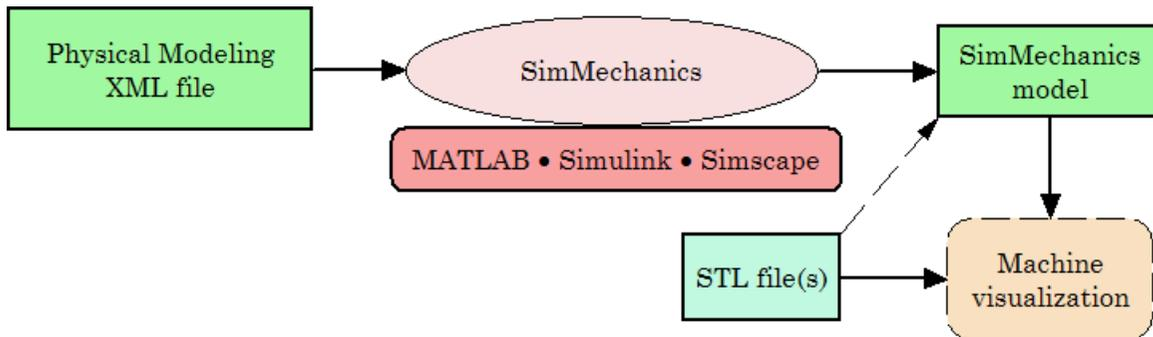 Physical Modeling
XML file
SimMechanics
SimMechanics
model
MATLAB • Simulink • Simscape
STL file(s)
Machine
visualization